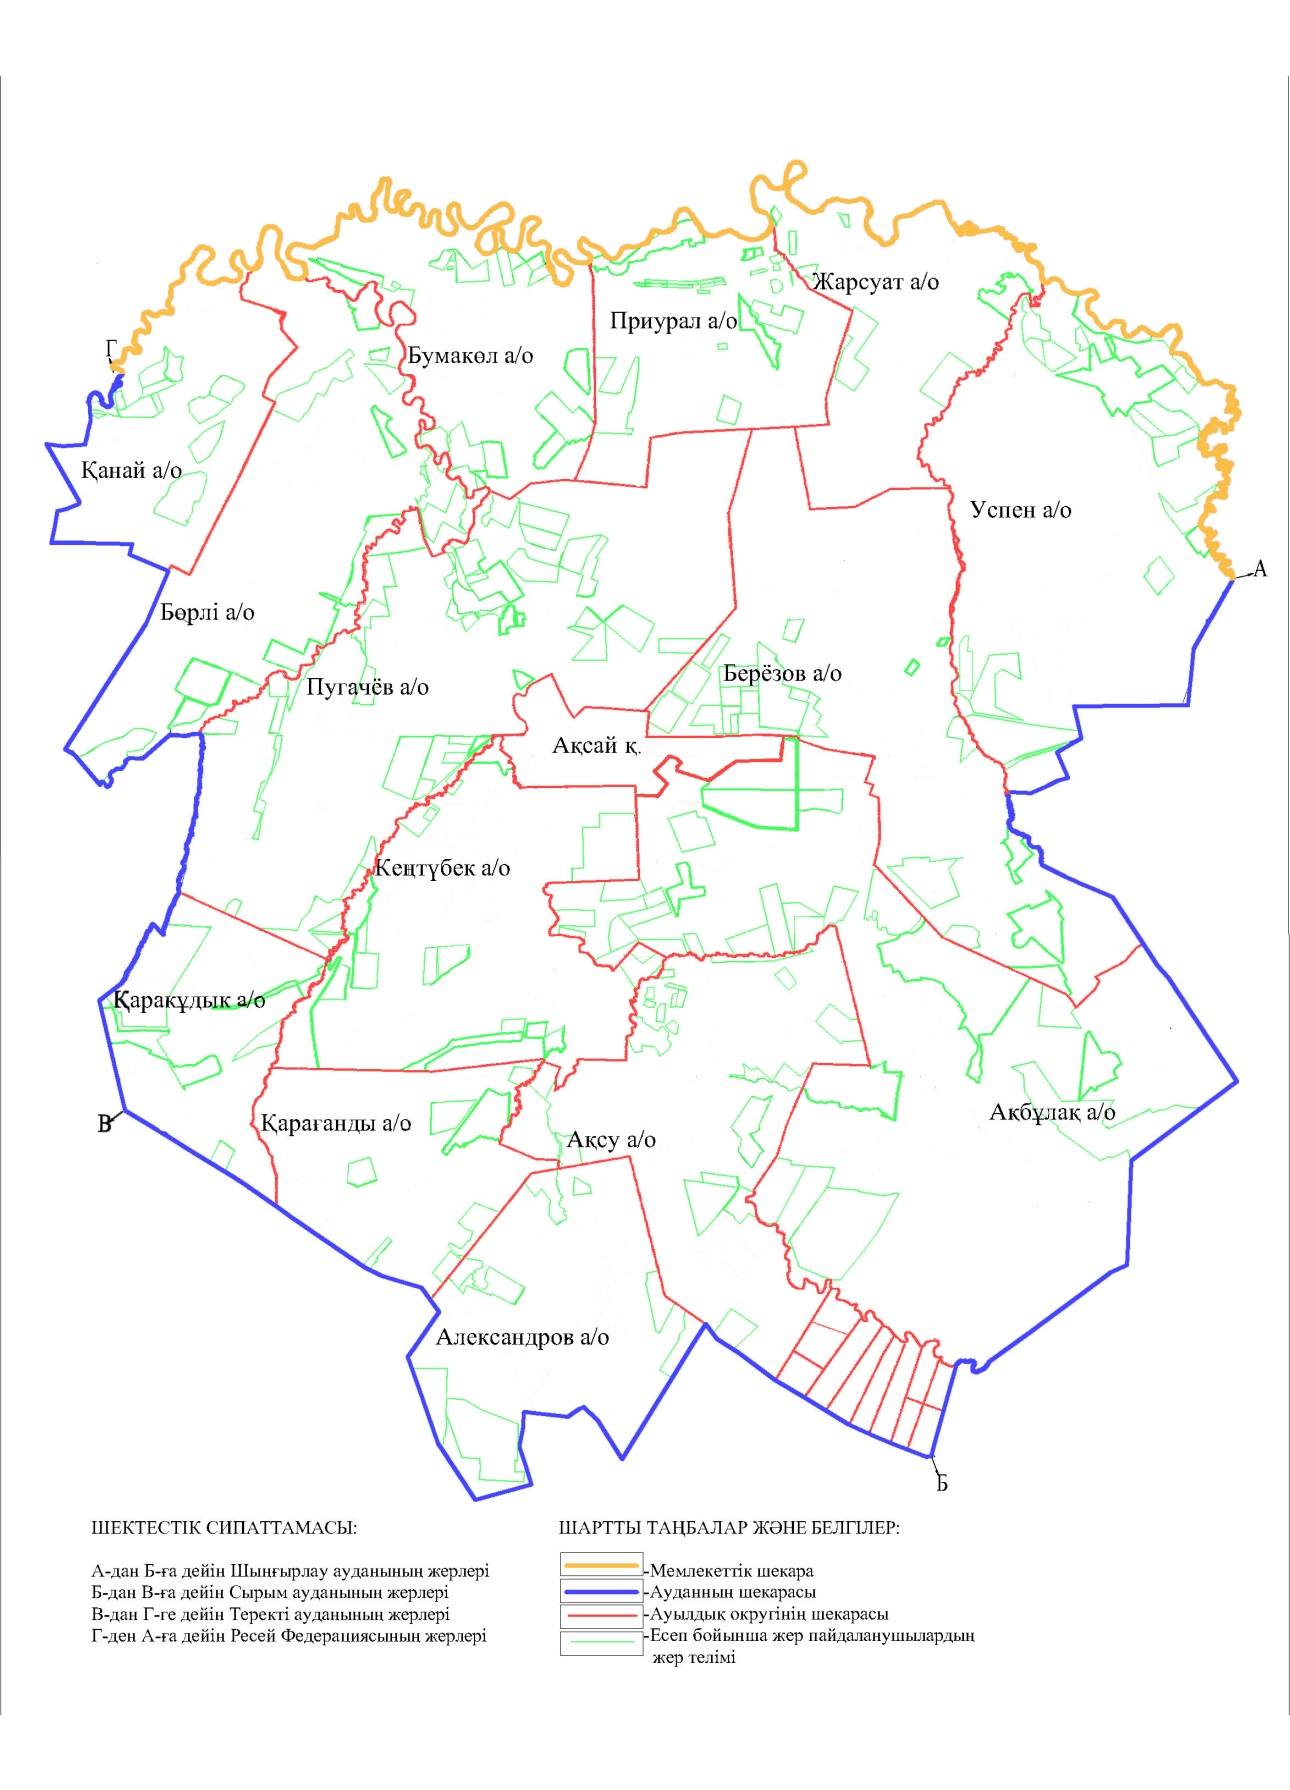 Жарсуат а/о
Приурал а/о
Г
Бумакөл а/о
Қанай а/о
Успен а/о
А
Бөрлі а/о
Берёзов а/о
Пугачёв а/о
Ақсай қ.
Кеңтүбек а/о
Қарақұдық а/о
Ақбұлақ а/о
В
Қарағанды а/о
Ақсу а/о
Александров а/о
Б
ШЕКТЕСТІК СИПАТТАМАСЫ:
А-дан Б-ға дейін Шыңғырлау ауданының жерлері
Б-дан В-ға дейін Сырым ауданының жерлері
В-дан Г-ге дейін Теректі ауданының жерлері
Г-ден А-ға дейін Ресей Федерациясының жерлері
ШАРТТЫ ТАҢБАЛАР ЖӘНЕ БЕЛГІЛЕР:
-Мемлекеттік шекара
-Ауданның шекарасы
-Ауылдық округінің шекарасы
-Есеп бойынша жер пайдаланушылардың
жер телімі